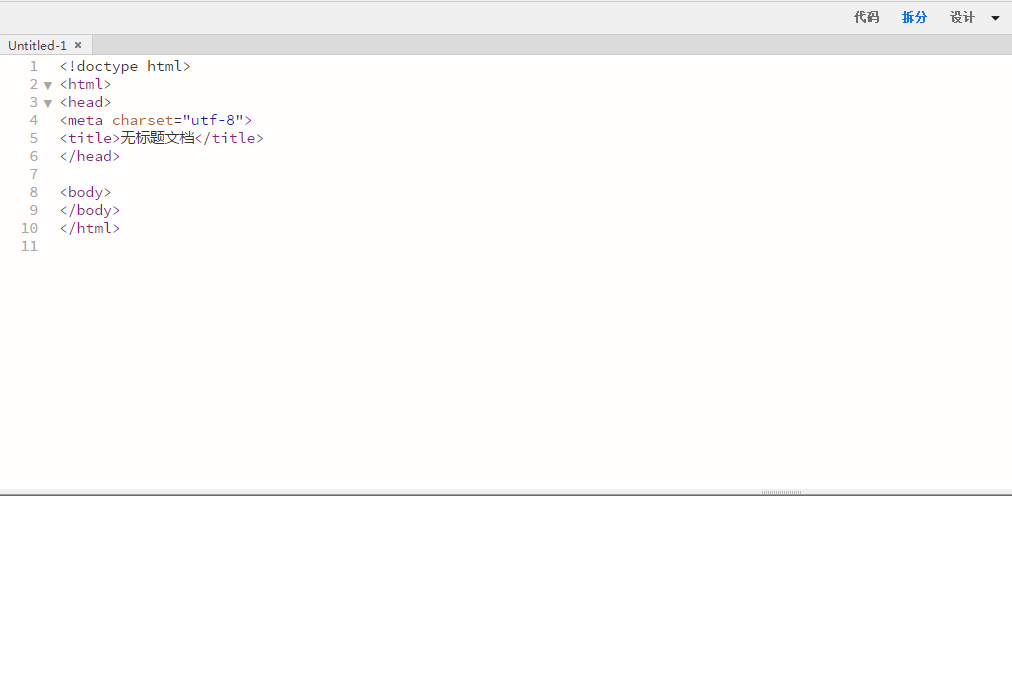 代码 拆分 设计
Untitled-1 ×
1 <!doctype html>
2 ▼ <html>
3 ▼ <head>
4 <meta charset="utf-8">
5 <title>无标题文档</title>
6 </head>
7
8 <body>
9 </body>
10 </html>
11